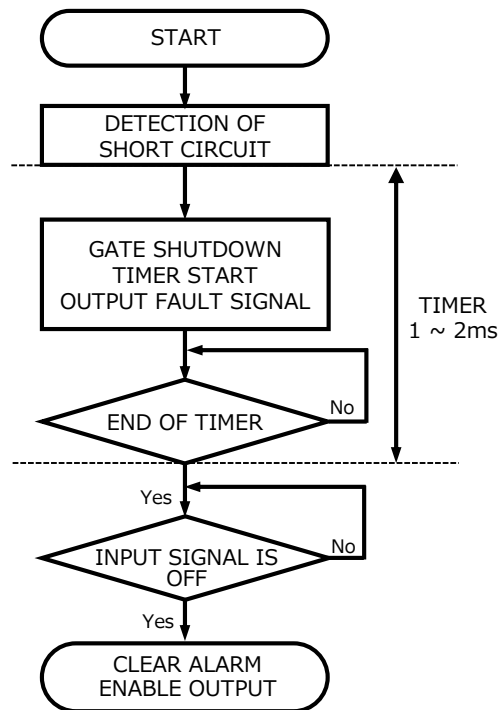 START
DETECTION OF
SHORT CIRCUIT
GATE SHUTDOWN
TIMER START
OUTPUT FAULT SIGNAL
TIMER
1 ~ 2ms
END OF TIMER
No
Yes
INPUT SIGNAL IS
OFF
No
Yes
CLEAR ALARM
ENABLE OUTPUT